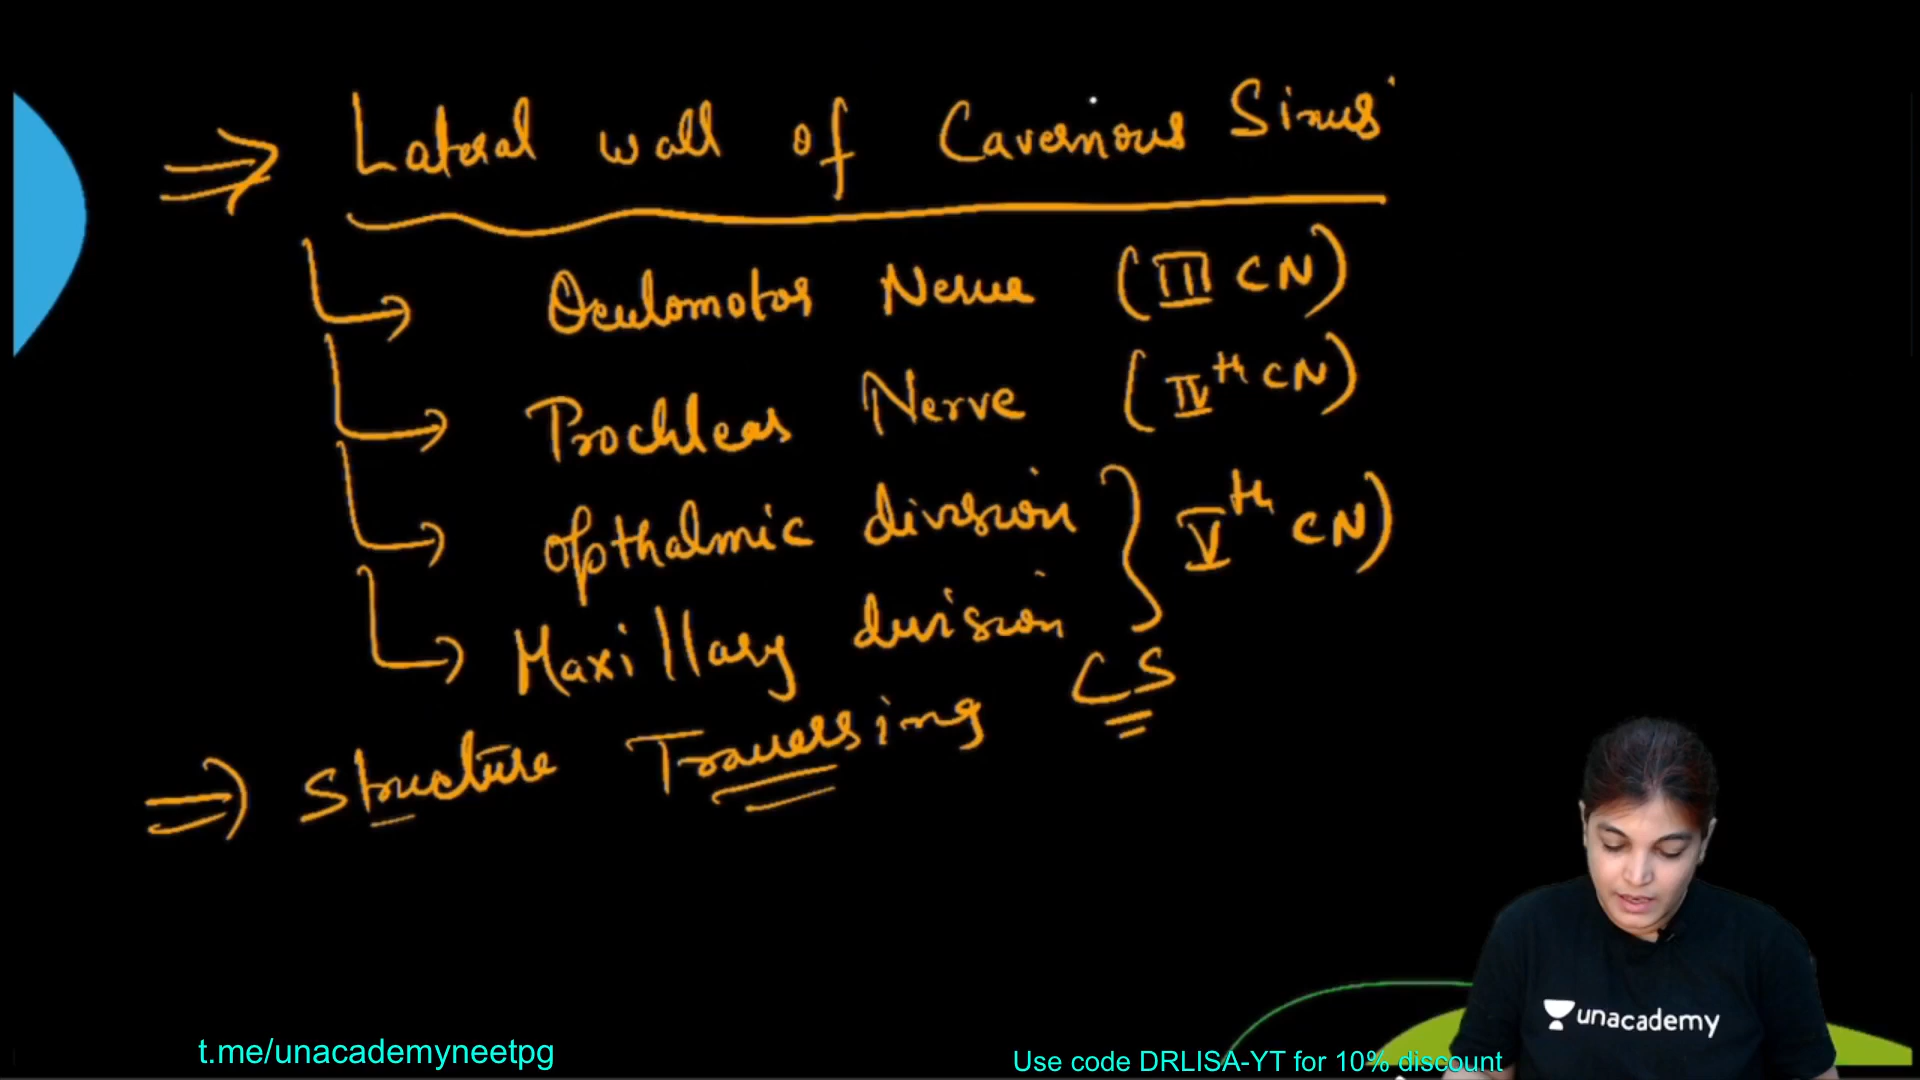 ⇒ Lateral wall of Cavernous Sinus
→ Oculomotor Nerve (III CN)
→ Trochlear Nerve (IVth CN)
→ Opthalmic division } Vth CN)
→ Maxillary division
⇒ Structure Traversing CS
unacademy
t.me/unacademyneetpg
Use code DRLISA-YT for 10% discount